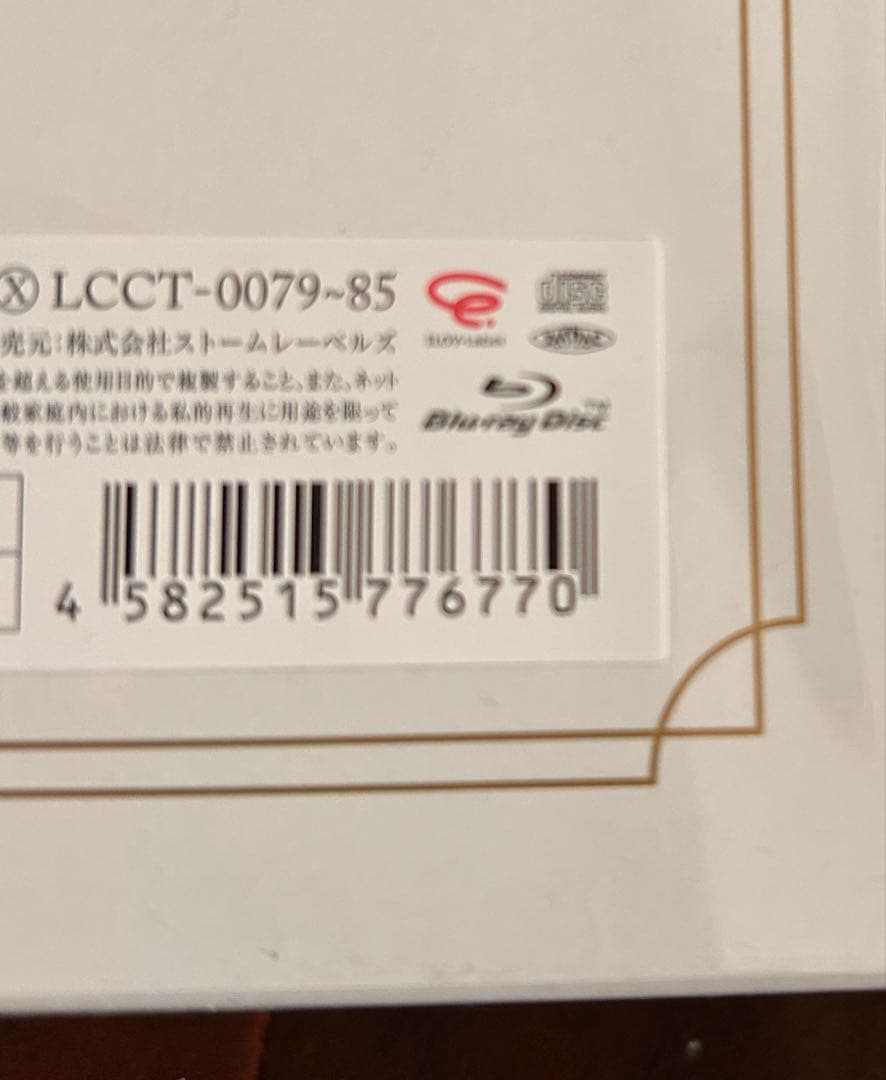 Ⓧ LCCT-0079~85
売元:株式会社ストームレーベルズ
を超える使用目的で複製すること、また、ネット
般家庭内における私的再生に用途を限って
等を行うことは法律で禁止されています。
disc
Blu-ray Disc™
4 582515 776770